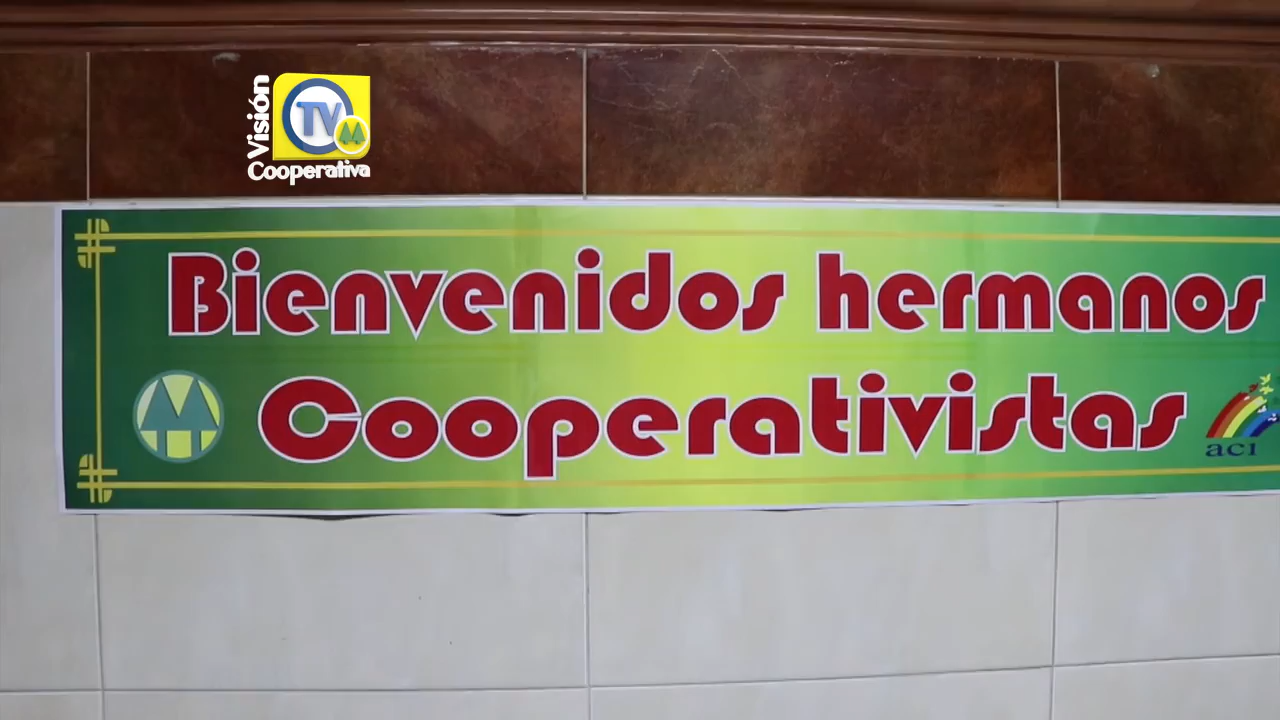 Visión
TV
Cooperativa
Bienvenidos hermanos
Cooperativistas
aci